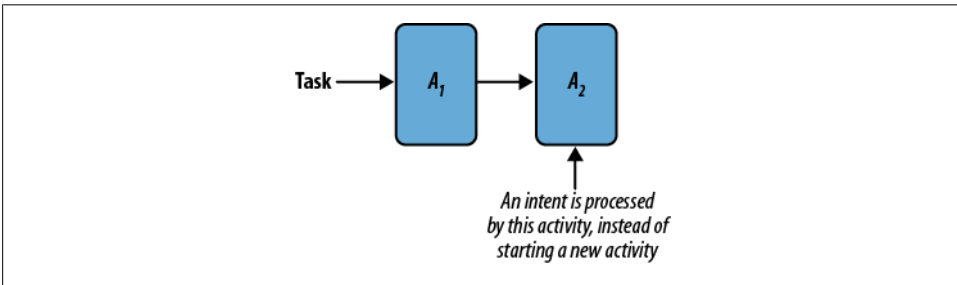 Task A1 A2
An intent is processed
by this activity, instead of
starting a new activity